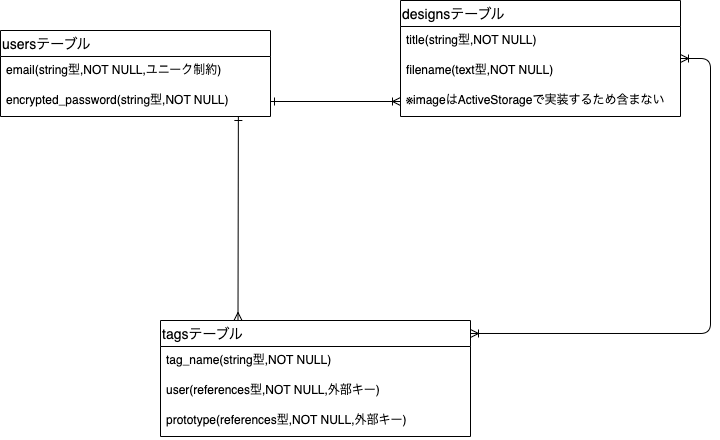 designsテーブル
title(string型,NOT NULL)
filename(text型,NOT NULL)
※imageはActiveStorageで実装するため含まない
usersテーブル
email(string型,NOT NULL,ユニーク制約)
encrypted_password(string型,NOT NULL)
tagsテーブル
tag_name(string型,NOT NULL)
user(references型,NOT NULL,外部キー)
prototype(references型,NOT NULL,外部キー)